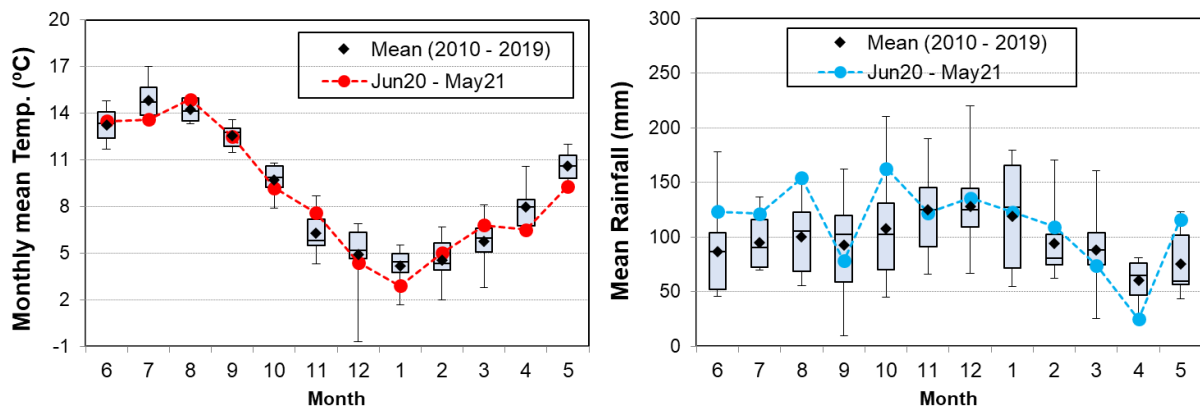 Monthly mean Temp. (ºC)
20
17
14
11
8
5
2
-1
Mean (2010 - 2019)
Jun20 - May21
6 7 8 9 10 11 12 1 2 3 4 5
Month
Mean Rainfall (mm)
300
250
200
150
100
50
0
Mean (2010 - 2019)
Jun20 - May21
6 7 8 9 10 11 12 1 2 3 4 5
Month